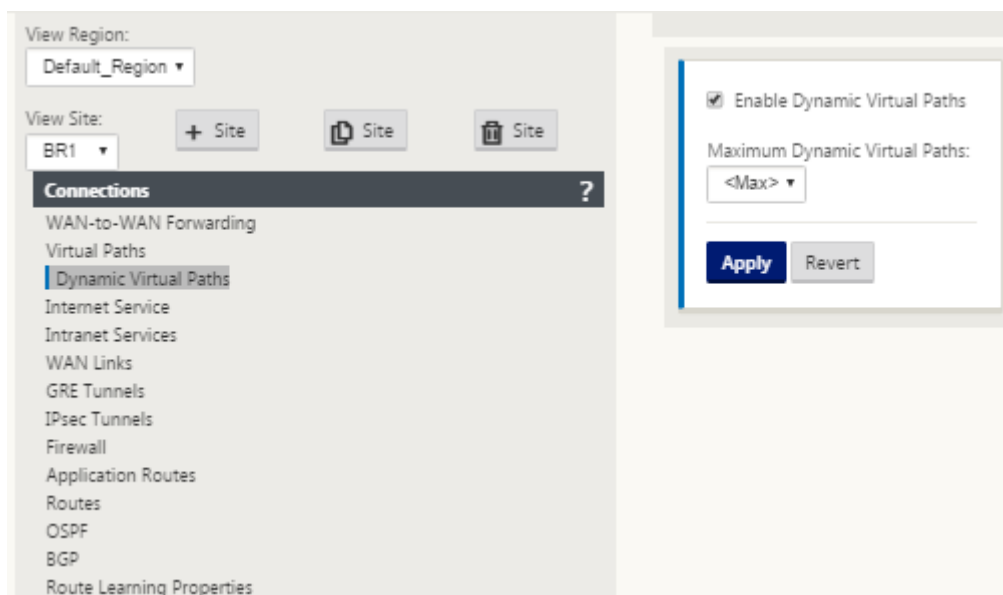 View Region:
Default_Region
View Site:
BR1
+ Site
Site
Site
Connections ?
WAN-to-WAN Forwarding
Virtual Paths
Dynamic Virtual Paths
Internet Service
Intranet Services
WAN Links
GRE Tunnels
IPsec Tunnels
Firewall
Application Routes
Routes
OSPF
BGP
Route Learning Properties
Enable Dynamic Virtual Paths
Maximum Dynamic Virtual Paths:
<Max>
Apply Revert